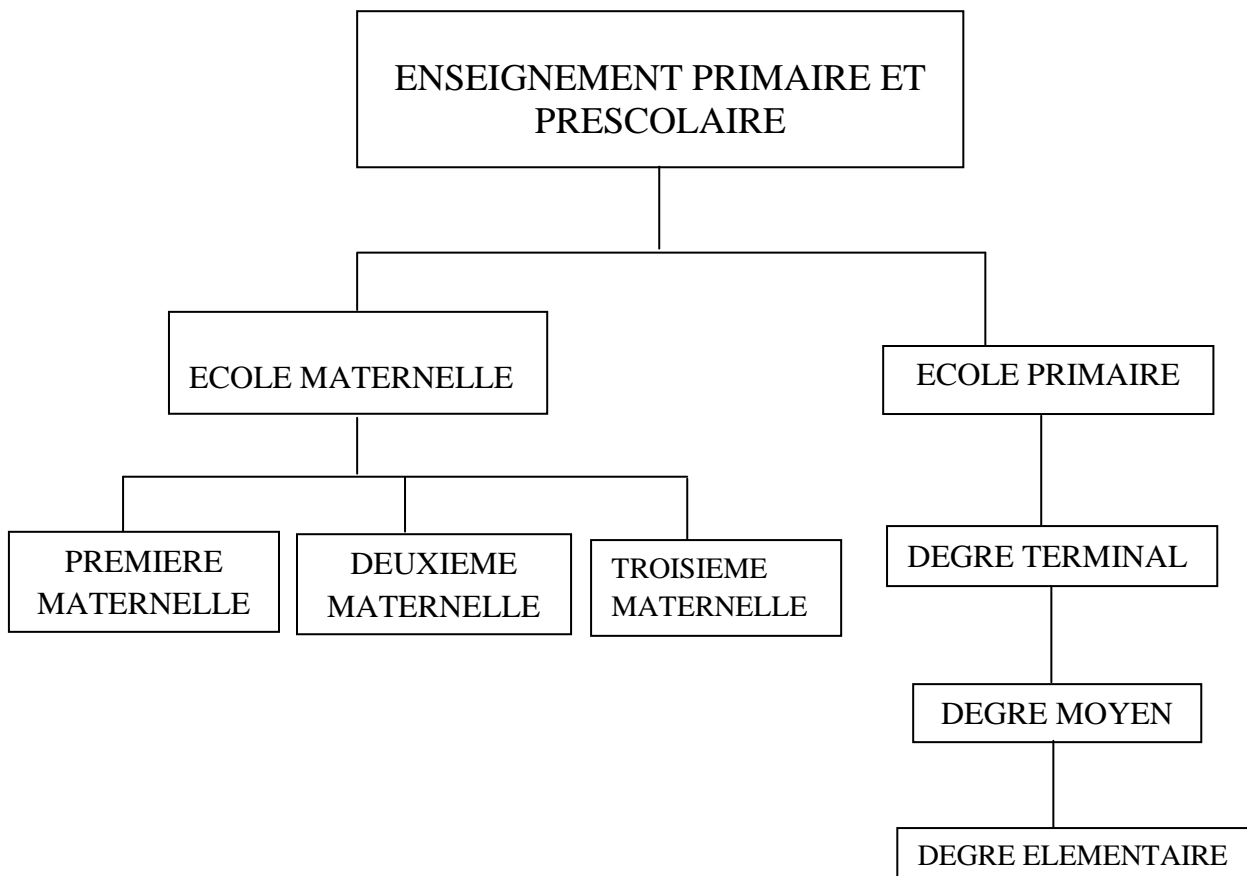 ENSEIGNEMENT PRIMAIRE ET
PRESCOLAIRE
ECOLE MATERNELLE
ECOLE PRIMAIRE
PREMIERE
MATERNELLE
DEUXIEME
MATERNELLE
TROISIEME
MATERNELLE
DEGRE TERMINAL
DEGRE MOYEN
DEGRE ELEMENTAIRE